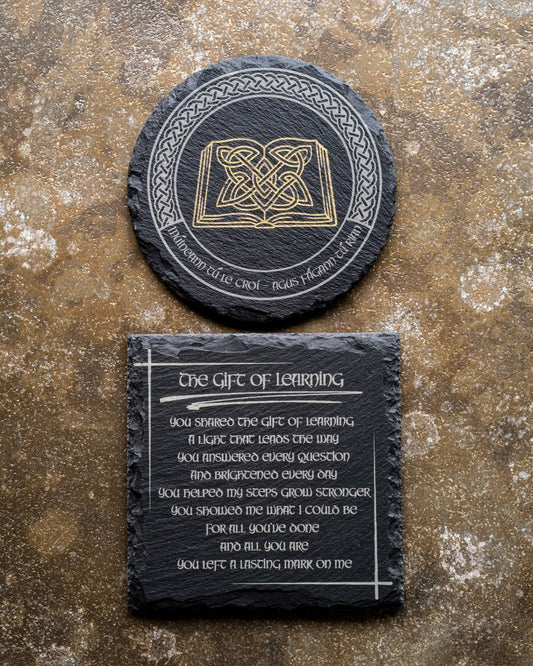 Múineann tú le croí - agus fágann tú rian
The Gift of Learning
You shared the gift of learning
A light that leads the way
You answered every question
And brightened every day
You helped my steps grow stronger
You showed me what I could be
For all you've done
And all you are
You left a lasting mark on me